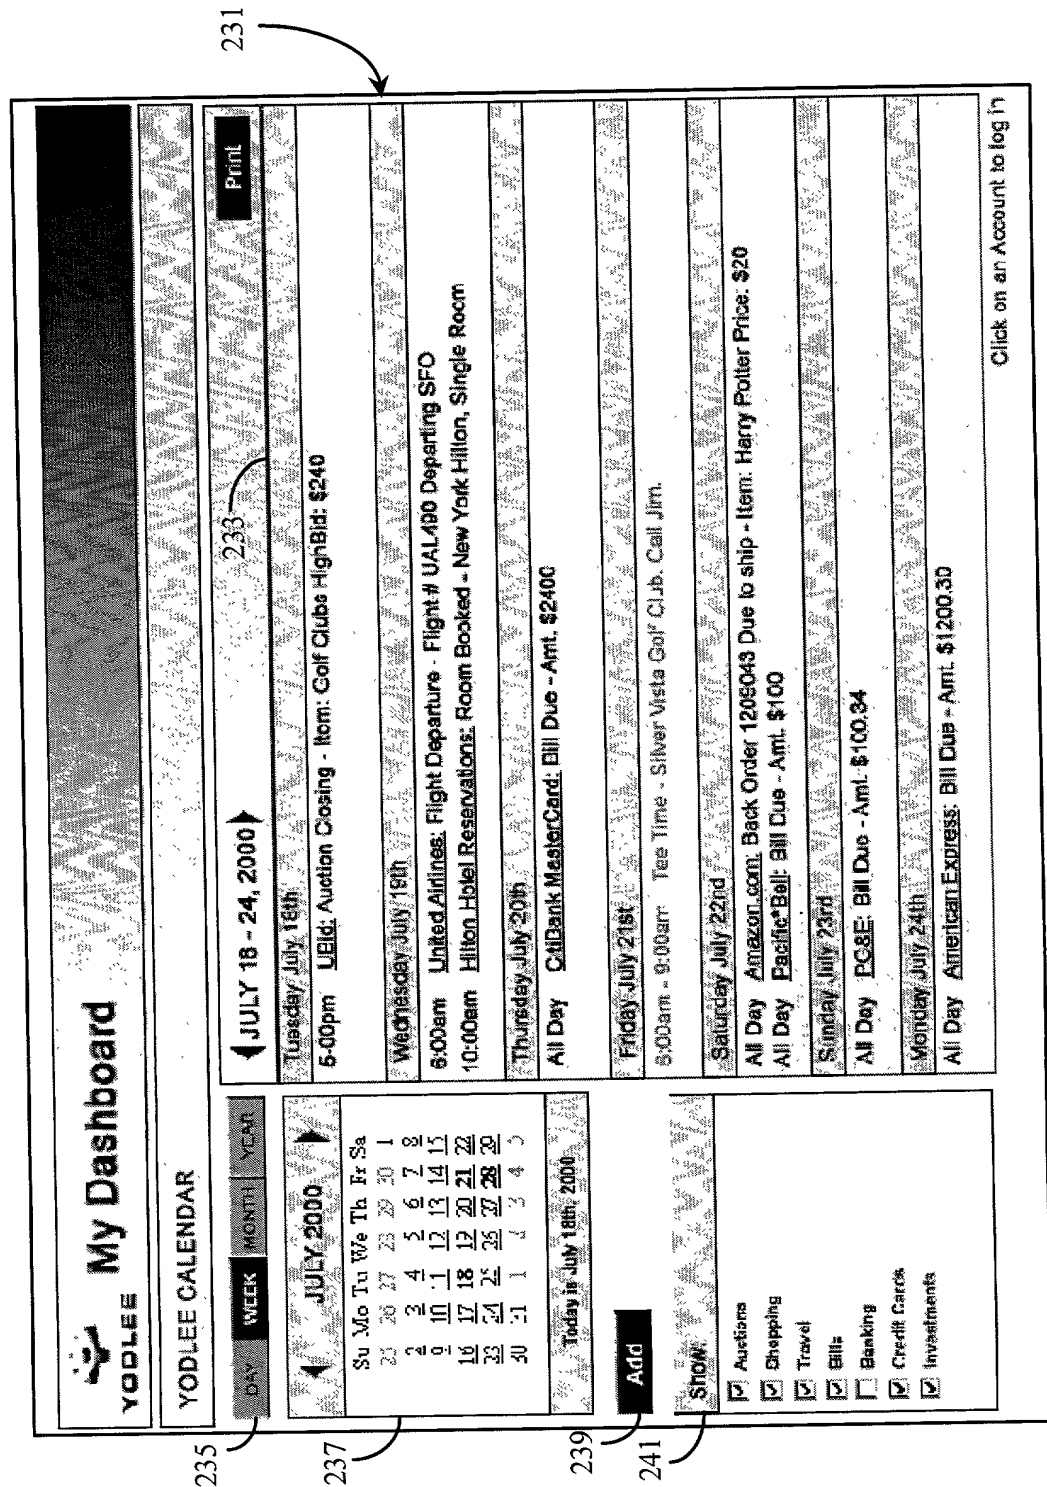 YODLEE
My Dashboard
YODLEE CALENDAR
DAY WEEK MONTH YEAR
JULY 2000
Su Mo Tu We Th Fr Sa
1
2 3 4 5 6 7 8
9 10 11 12 13 14 15
16 17 18 19 20 21 22
23 24 25 26 27 28 29
30 31 1 2 3 4 5
Today is July 18th, 2000
Add
Show:
Auctions
Shopping
Travel
Bills
Banking
Credit Cards
Investments
JULY 18 - 24, 2000
Print
Tuesday July 18th
5-00pm UBid: Auction Closing - Item: Golf Clubs HighBid: $240
Wednesday July 19th
6:00am United Airlines: Flight Departure - Flight # UAL490 Departing SFO
10:00am Hilton Hotel Reservations: Room Booked - New York Hilton, Single Room
Thursday July 20th
All Day CitiBank MasterCard: Bill Due - Amt. $2400
Friday July 21st
- 9:00am Tee Time - Silver Vista Golf Club. Call Jim.
Saturday July 22nd
All Day Amazon.com: Back Order 1209043 Due to ship - Item: Harry Potter Price: $20
All Day Pacific*Bell: Bill Due - Amt. $100
Sunday July 23rd
All Day PG&E: Bill Due - Amt. $100.34
Monday July 24th
All Day American Express: Bill Due - Amt. $1200.30
Click on an Account to log in
231
233
235
237
239
241